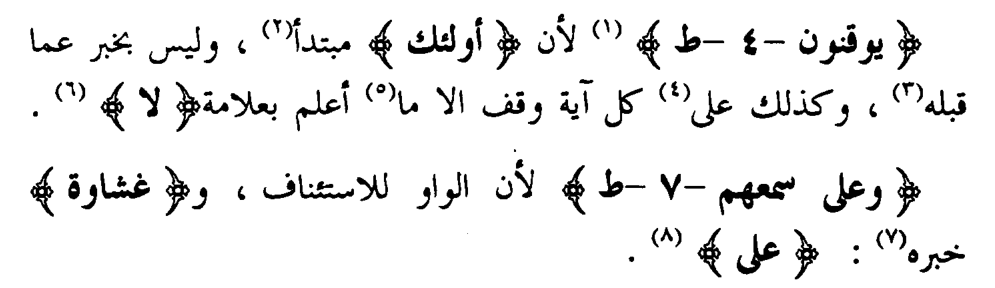 ﴿ يوقنون -٤ -ط ﴾ (١) لأن ﴿ أولئك ﴾ مبتدأ(٢) ، وليس بخبر عما
قبله(٣) ، وكذلك على(٤) كل آية وقف الا ما(٥) أعلم بعلامة﴿ لا ﴾ (٦) .
﴿ وعلى سمعهم -٧ -ط ﴾ لأن الواو للاستئناف ، و﴿ غشاوة ﴾
خبره(٧) : ﴿ على ﴾ (٨) .